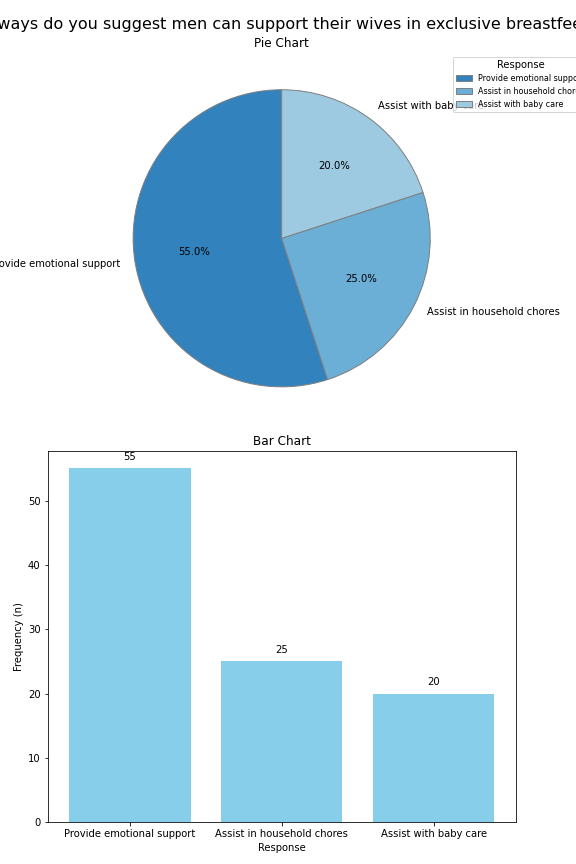 ways do you suggest men can support their wives in exclusive breastfee
Pie Chart
Response
Provide emotional suppo
Assist in household chor
Assist with baby care
Assist with bab
20.0%
55.0%
ovide emotional support
25.0%
Assist in household chores
Bar Chart
55
50
40
30
25
20
20
10
0
Frequency (n)
Provide emotional support
Assist in household chores
Assist with baby care
Response